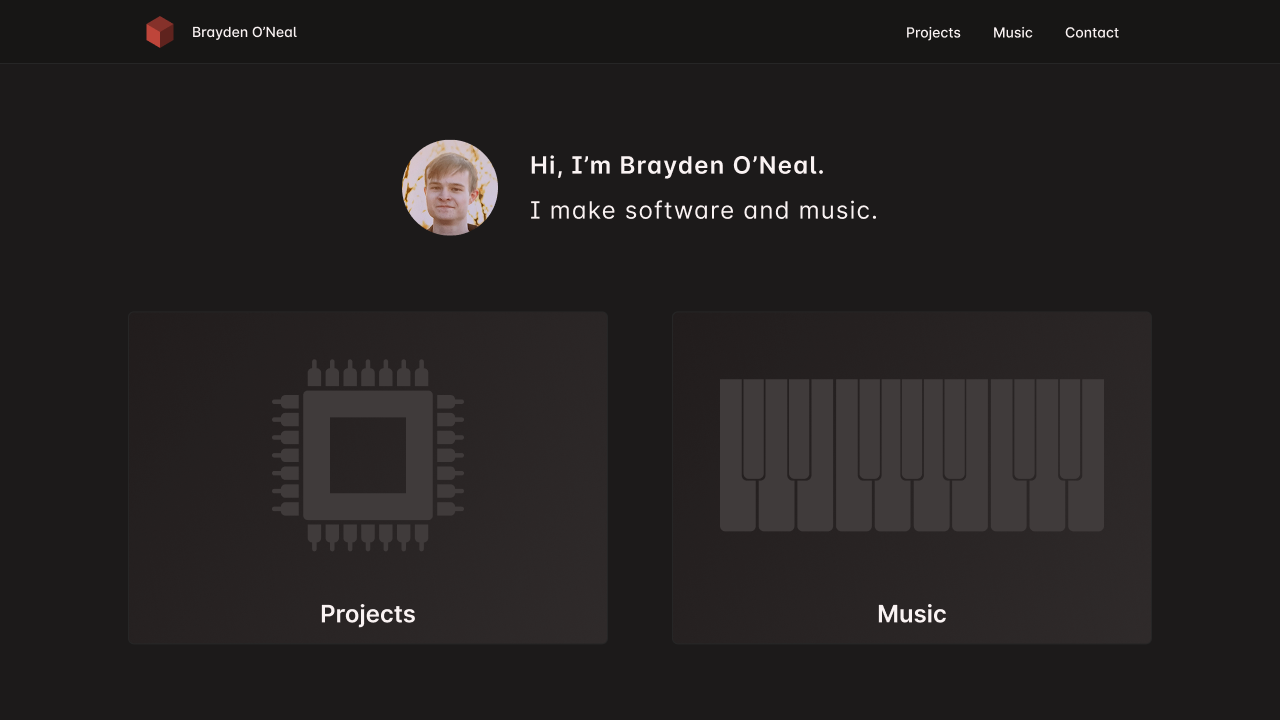 Brayden O’Neal
Projects
Music
Contact
Hi, I’m Brayden O’Neal.
I make software and music.
Projects
Music